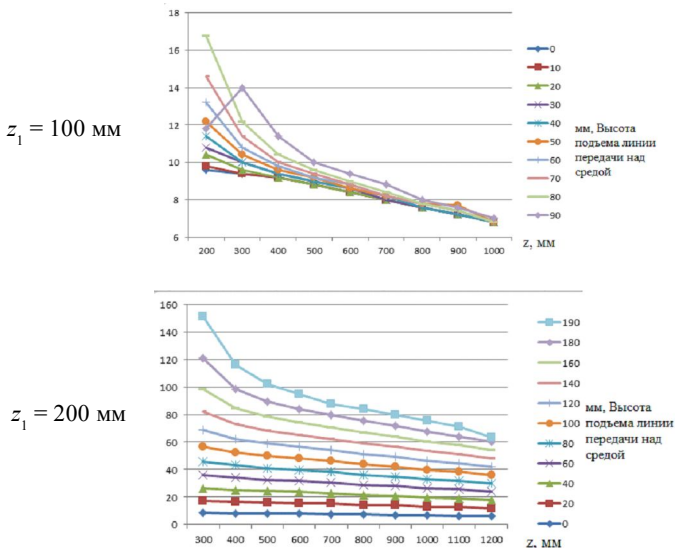 z1 = 100 мм
18
16
14
12
10
8
6
200 300 400 500 600 700 800 900 1000
z, мм
0
10
20
30
40
50
60
70
80
90
мм, Высота
подъема линии
передачи над
средой
z1 = 200 мм
160
140
120
100
80
60
40
20
0
300 400 500 600 700 800 900 1000 1100 1200
z, мм
190
180
160
140
120
100
80
60
40
20
0
мм, Высота
подъема линии
передачи над
средой